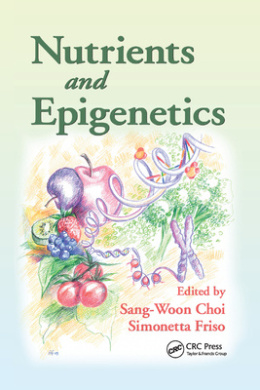 Nutrients
and
Epigenetics
Edited by
Sang-Woon Choi
Simonetta Friso
CRC Press
Taylor & Francis Group